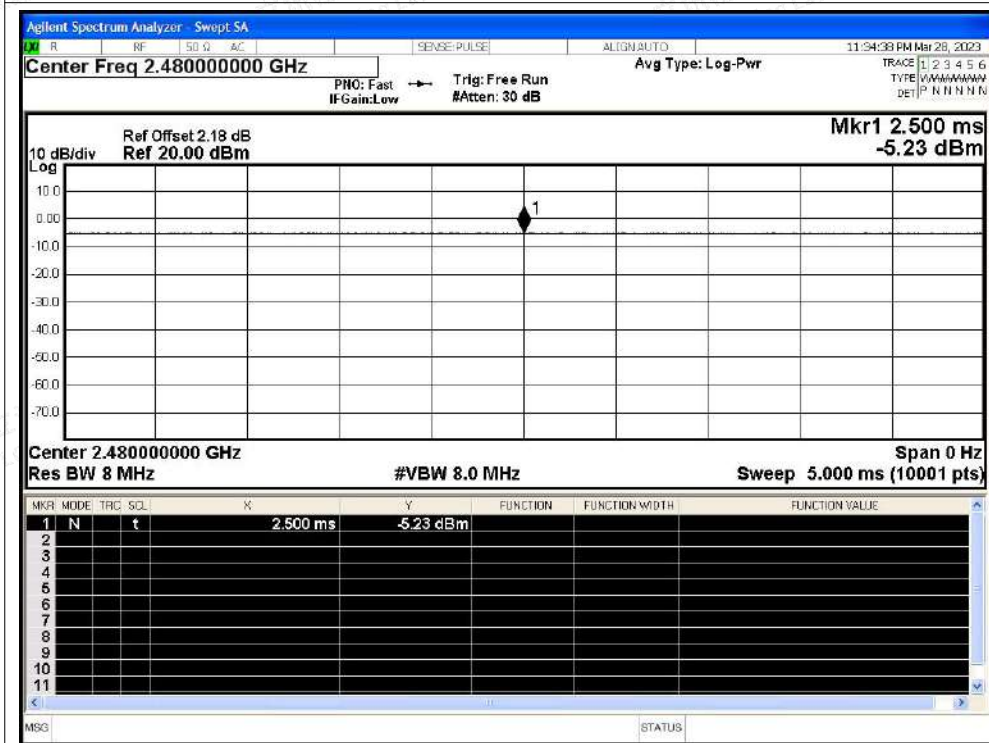 Agilent Spectrum Analyzer - Swept SA
LXI R RF 50 Ω AC SENSE:PULSE ALIGN AUTO 11:34:38 PM Mar 28, 2023
Center Freq 2.480000000 GHz
PNO: Fast
IFGain:Low
Trig: Free Run
#Atten: 30 dB
Avg Type: Log-Pwr
TRACE 1 2 3 4 5 6
TYPE
DET P N N N N N
Ref Offset 2.18 dB
10 dB/div Ref 20.00 dBm
Log
Mkr1 2.500 ms
-5.23 dBm
10.0
0.00
-10.0
-20.0
-30.0
-40.0
-50.0
-60.0
-70.0
1
Center 2.480000000 GHz Span 0 Hz
Res BW 8 MHz #VBW 8.0 MHz Sweep 5.000 ms (10001 pts)
MKR MODE TRC SCL X Y FUNCTION FUNCTION WIDTH FUNCTION VALUE
1 N t 2.500 ms -5.23 dBm
2
3
4
5
6
7
8
9
10
11
MSG STATUS